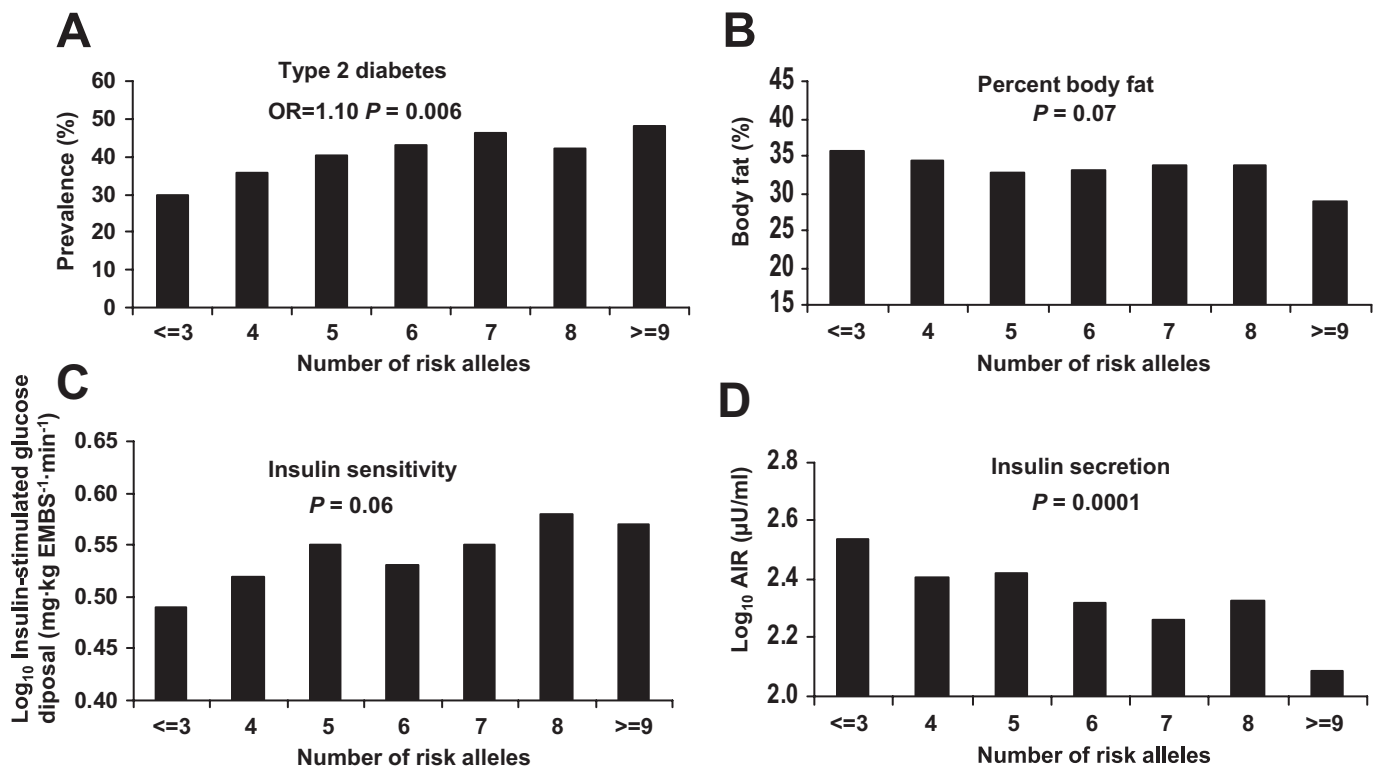 A
Type 2 diabetes
OR=1.10 P = 0.006
Prevalence (%)
60
50
40
30
20
10
0
<=3 4 5 6 7 8 >=9
Number of risk alleles
B
Percent body fat
P = 0.07
Body fat (%)
45
40
35
30
25
20
15
<=3 4 5 6 7 8 >=9
Number of risk alleles
C
Insulin sensitivity
P = 0.06
Log₁₀ Insulin-stimulated glucose
diposal (mg·kg EMBS⁻¹·min⁻¹)
0.65
0.60
0.55
0.50
0.45
0.40
<=3 4 5 6 7 8 >=9
Number of risk alleles
D
Insulin secretion
P = 0.0001
Log₁₀ AIR (µU/ml)
2.8
2.6
2.4
2.2
2.0
<=3 4 5 6 7 8 >=9
Number of risk alleles